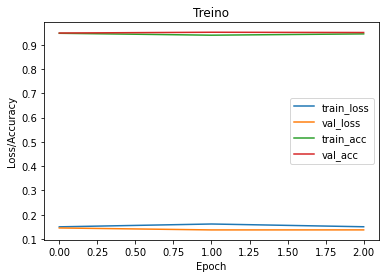 Treino
Loss/Accuracy
0.9
0.8
0.7
0.6
0.5
0.4
0.3
0.2
0.1
train_loss
val_loss
train_acc
val_acc
0.00 0.25 0.50 0.75 1.00 1.25 1.50 1.75 2.00
Epoch